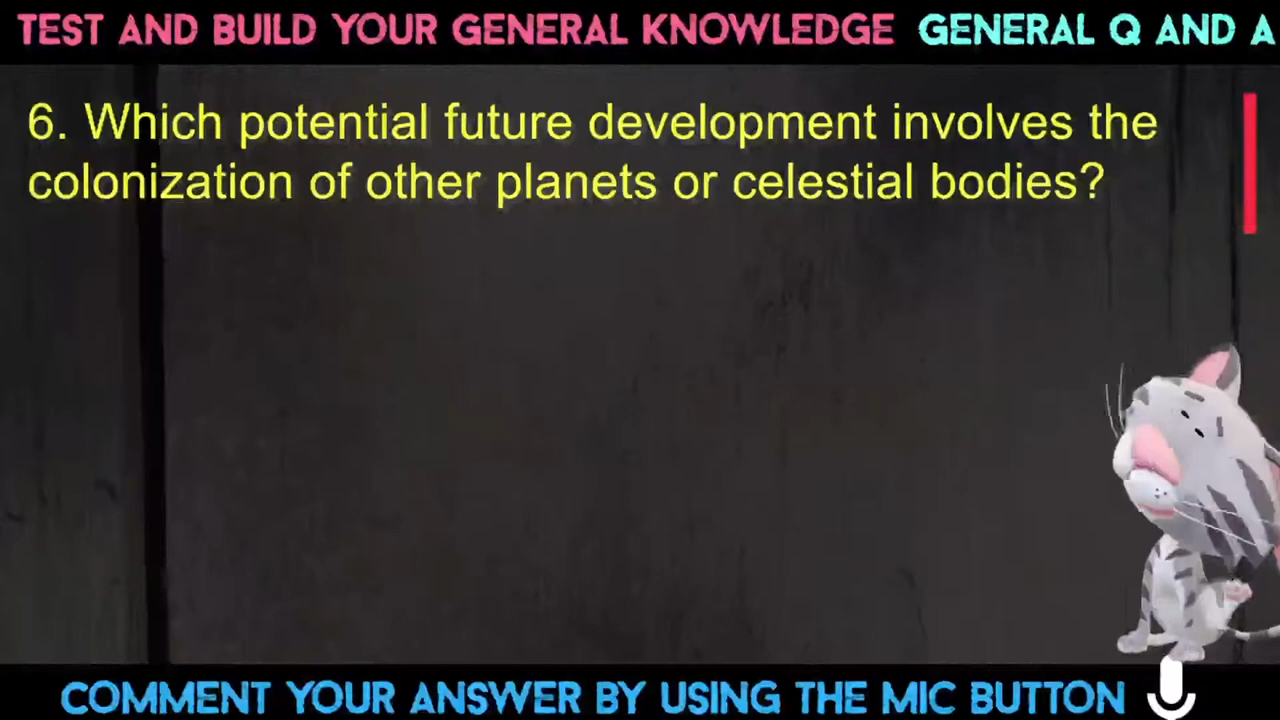 TEST AND BUILD YOUR GENERAL KNOWLEDGE GENERAL Q AND A
6. Which potential future development involves the
colonization of other planets or celestial bodies?
COMMENT YOUR ANSWER BY USING THE MIC BUTTON